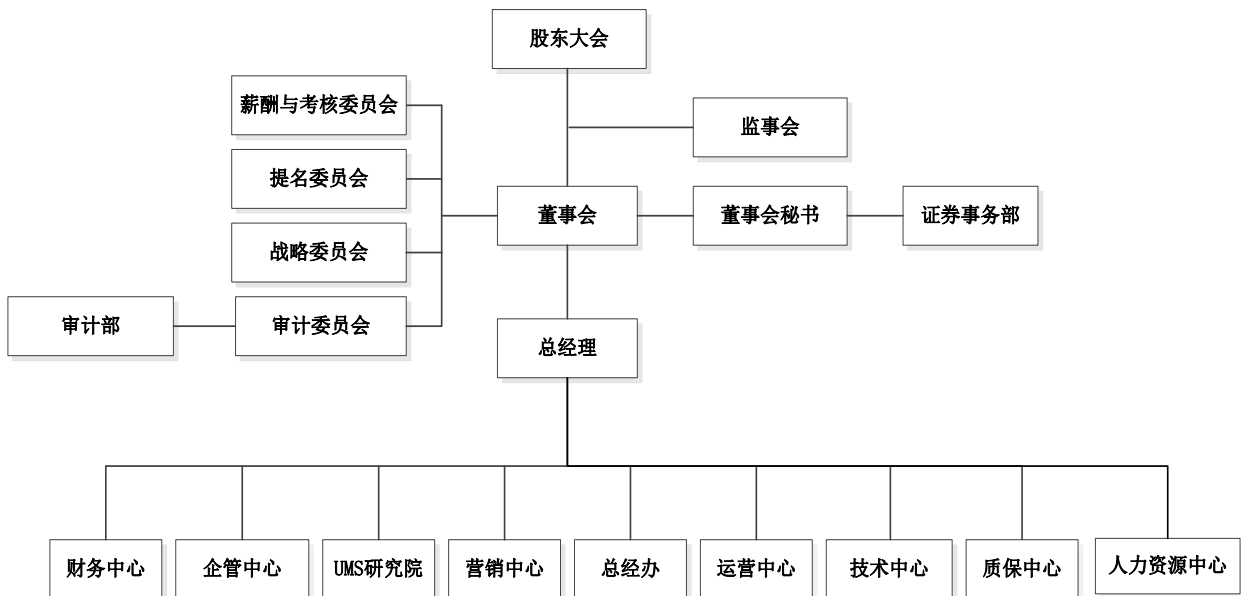 股东大会
薪酬与考核委员会
监事会
提名委员会
董事会
董事会秘书
证券事务部
战略委员会
审计部
审计委员会
总经理
财务中心
企管中心
UMS研究院
营销中心
总经办
运营中心
技术中心
质保中心
人力资源中心